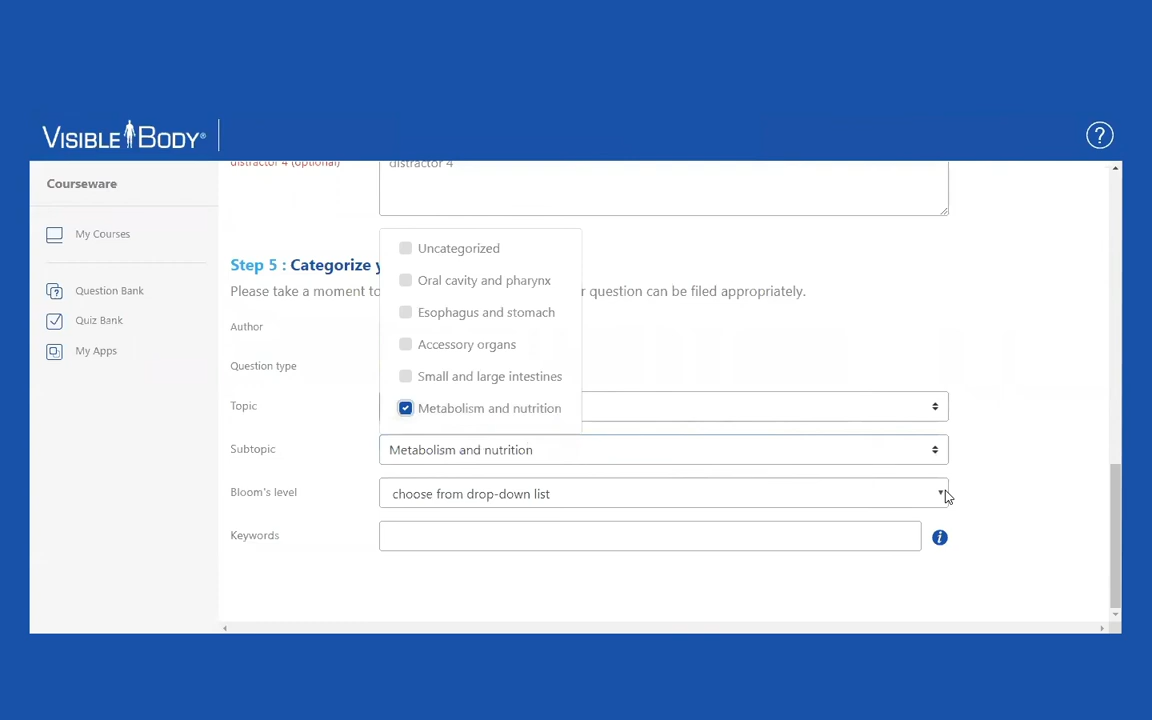 VISIBLE BODY®
?
Courseware
My Courses
Question Bank
Quiz Bank
My Apps
distractor 4 (optional)
distractor 4
Step 5 : Categorize y
Please take a moment to
r question can be filed appropriately.
Author
Question type
Topic
Uncategorized
Oral cavity and pharynx
Esophagus and stomach
Accessory organs
Small and large intestines
Metabolism and nutrition
Subtopic
Metabolism and nutrition
Bloom's level
choose from drop-down list
Keywords
i